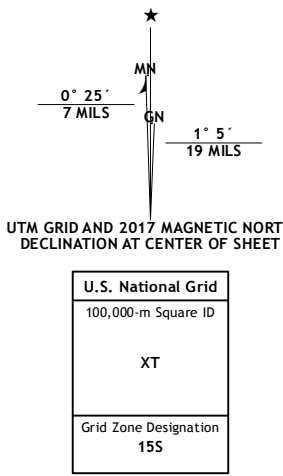 ★
MN
0° 25´
7 MILS
GN
1° 5´
19 MILS
UTM GRID AND 2017 MAGNETIC NORT
DECLINATION AT CENTER OF SHEET
U.S. National Grid
100,000-m Square ID
XT
Grid Zone Designation
15S